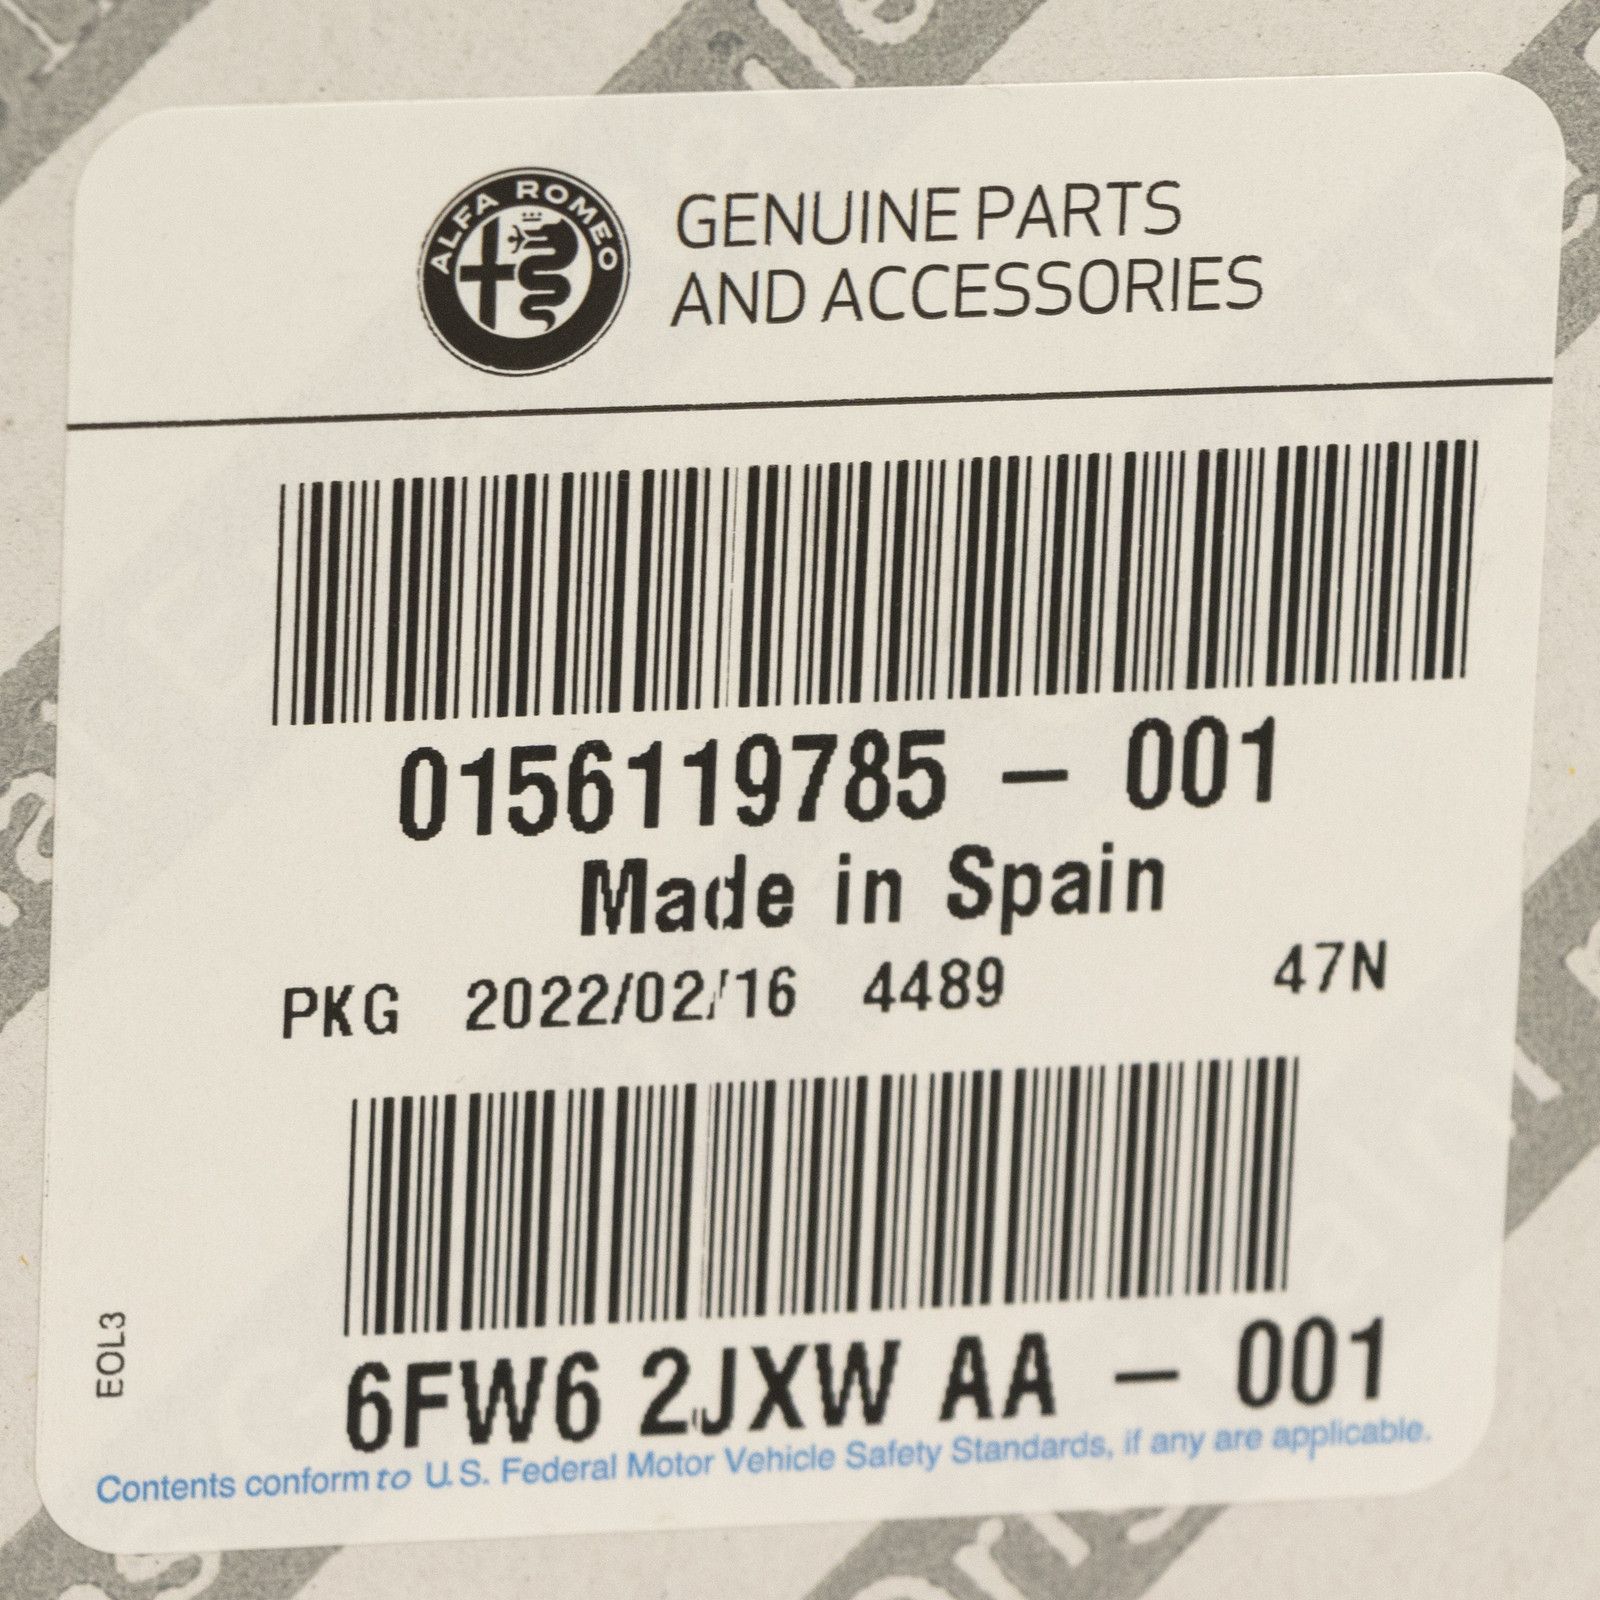 ALFA ROMEO
GENUINE PARTS
AND ACCESSORIES
0156119785 – 001
Made in Spain
PKG 2022/02/16 4489 47N
6FW6 2JXW AA – 001
EOL3
Contents conform to U.S. Federal Motor Vehicle Safety Standards, if any are applicable.